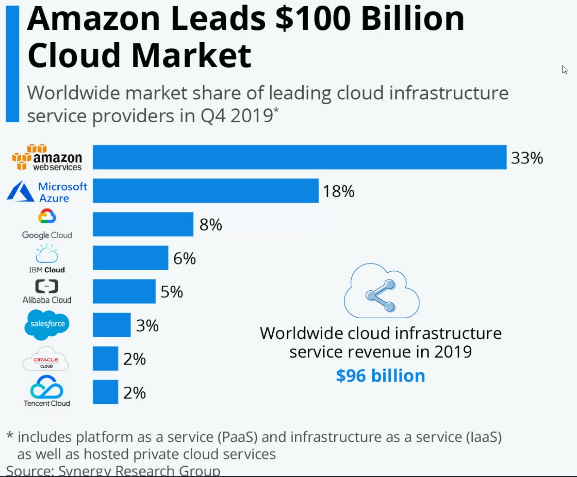 Amazon Leads $100 Billion
Cloud Market
Worldwide market share of leading cloud infrastructure
service providers in Q4 2019*
amazon
webservices
33%
Microsoft
Azure
18%
Google Cloud
8%
IBM Cloud
6%
Alibaba Cloud
5%
salesforce
3%
ORACLE
CLOUD
2%
Tencent Cloud
2%
Worldwide cloud infrastructure
service revenue in 2019
$96 billion
* includes platform as a service (PaaS) and infrastructure as a service (IaaS)
as well as hosted private cloud services
Source: Synergy Research Group